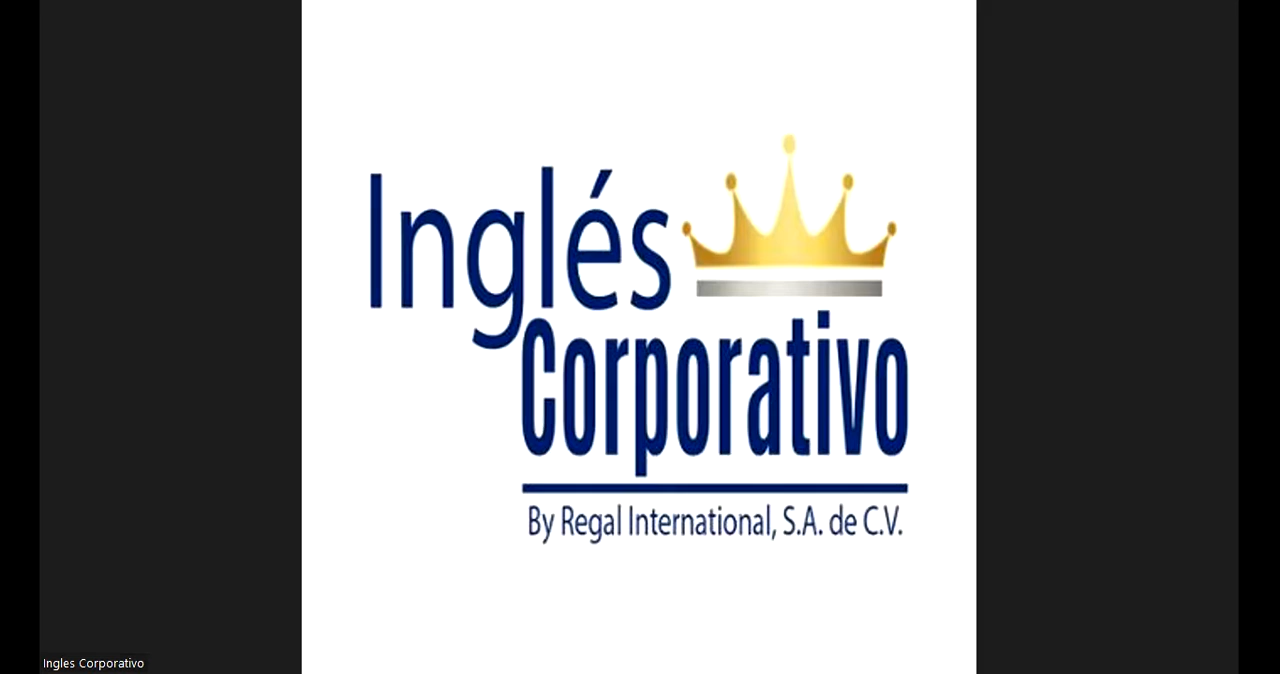 Inglés
Corporativo
By Regal International, S.A. de C.V.
Ingles Corporativo